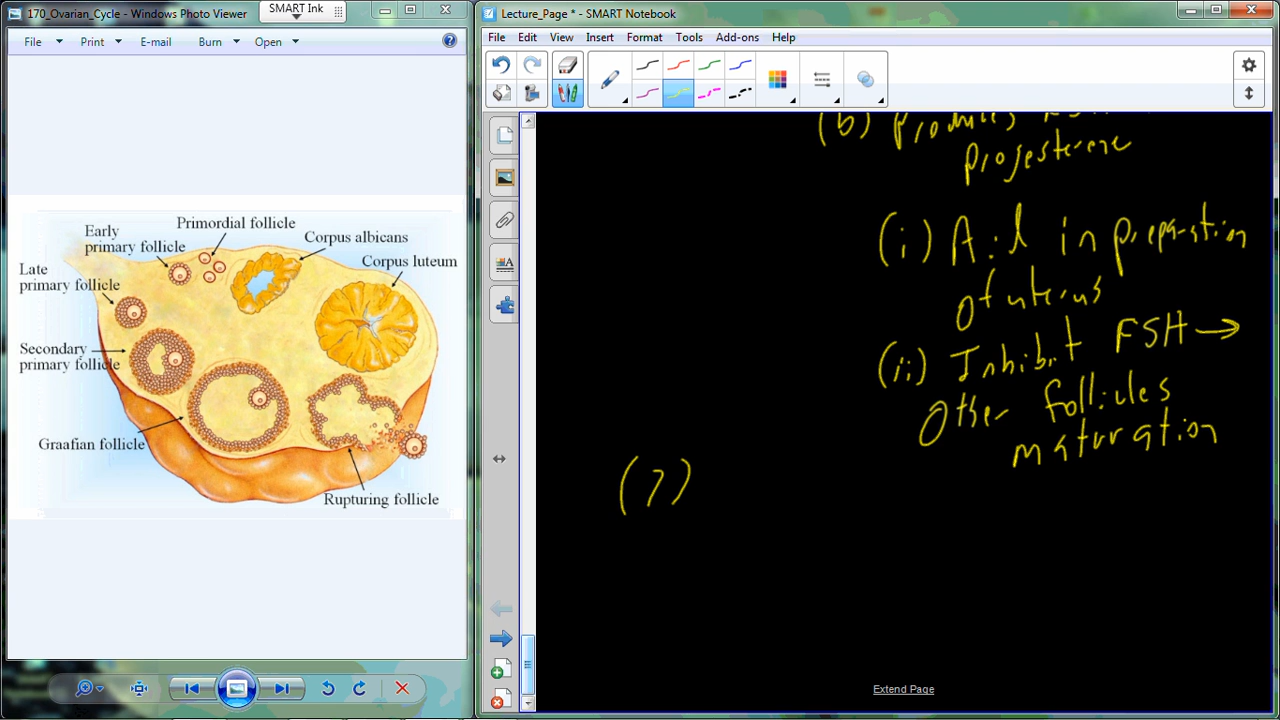 170_Ovarian_Cycle - Windows Photo Viewer
SMART Ink
File Print E-mail Burn Open
Early
primary follicle
Primordial follicle
Corpus albicans
Corpus luteum
Late
primary follicle
Secondary
primary follicle
Graafian follicle
Rupturing follicle
Lecture_Page * - SMART Notebook
File Edit View Insert Format Tools Add-ons Help
(b) Produces
progesterone
(i) Aid in preparation
of uterus
(ii) Inhibit FSH →
Other follicles
maturation
(7)
Extend Page